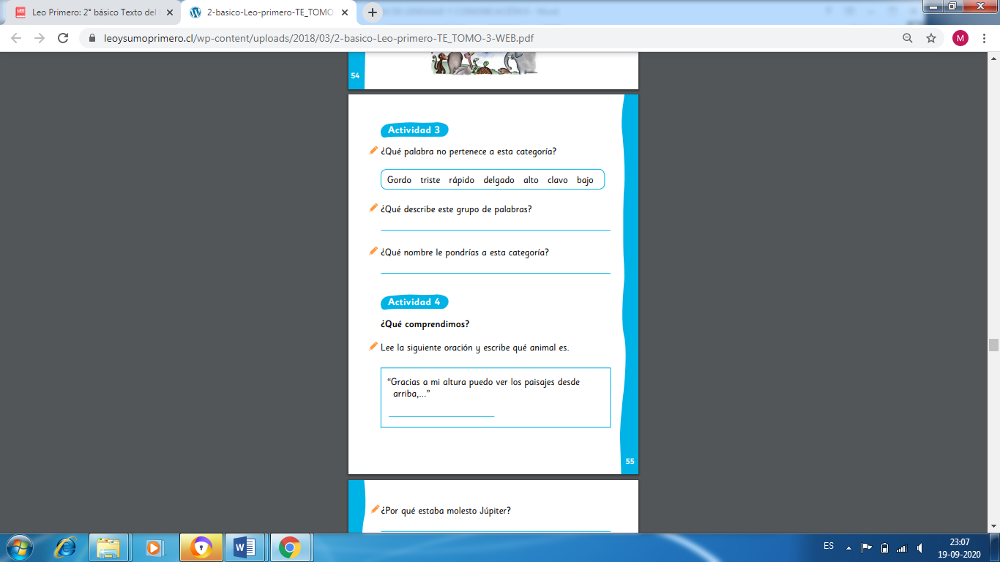 Leo Primero: 2° básico Texto del
2-basico-Leo-primero-TE_TOMO-
leoysumoprimero.cl/wp-content/uploads/2018/03/2-basico-Leo-primero-TE_TOMO-3-WEB.pdf
M
54
Actividad 3
¿Qué palabra no pertenece a esta categoría?
Gordo triste rápido delgado alto clavo bajo
¿Qué describe este grupo de palabras?
¿Qué nombre le pondrías a esta categoría?
Actividad 4
¿Qué comprendimos?
Lee la siguiente oración y escribe qué animal es.
“Gracias a mi altura puedo ver los paisajes desde
arriba,...”
55
¿Por qué estaba molesto Júpiter?
ES
23:07
19-09-2020